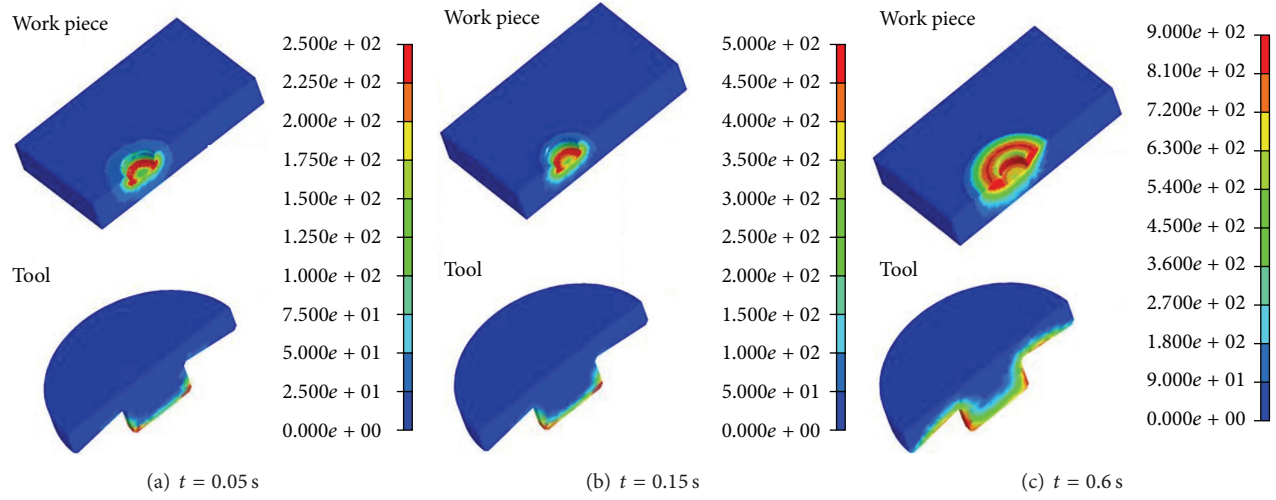 Work piece
2.500e + 02
2.250e + 02
2.000e + 02
1.750e + 02
1.500e + 02
1.250e + 02
1.000e + 02
7.500e + 01
5.000e + 01
2.500e + 01
0.000e + 00
Tool
(a) t = 0.05 s
Work piece
5.000e + 02
4.500e + 02
4.000e + 02
3.500e + 02
3.000e + 02
2.500e + 02
2.000e + 02
1.500e + 02
1.000e + 02
5.000e + 01
0.000e + 00
Tool
(b) t = 0.15 s
Work piece
9.000e + 02
8.100e + 02
7.200e + 02
6.300e + 02
5.400e + 02
4.500e + 02
3.600e + 02
2.700e + 02
1.800e + 02
9.000e + 01
0.000e + 00
Tool
(c) t = 0.6 s